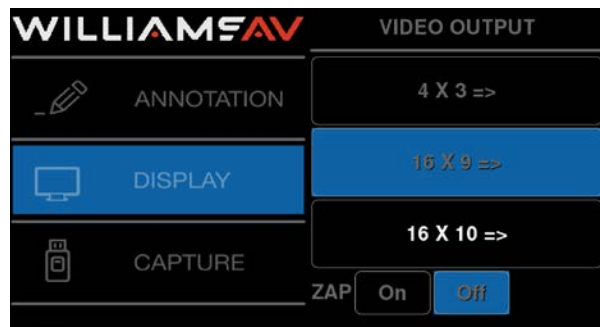 WILLIAMSAV
VIDEO OUTPUT
ANNOTATION
4 X 3 =>
DISPLAY
16 X 9 =>
CAPTURE
16 X 10 =>
ZAP On Off